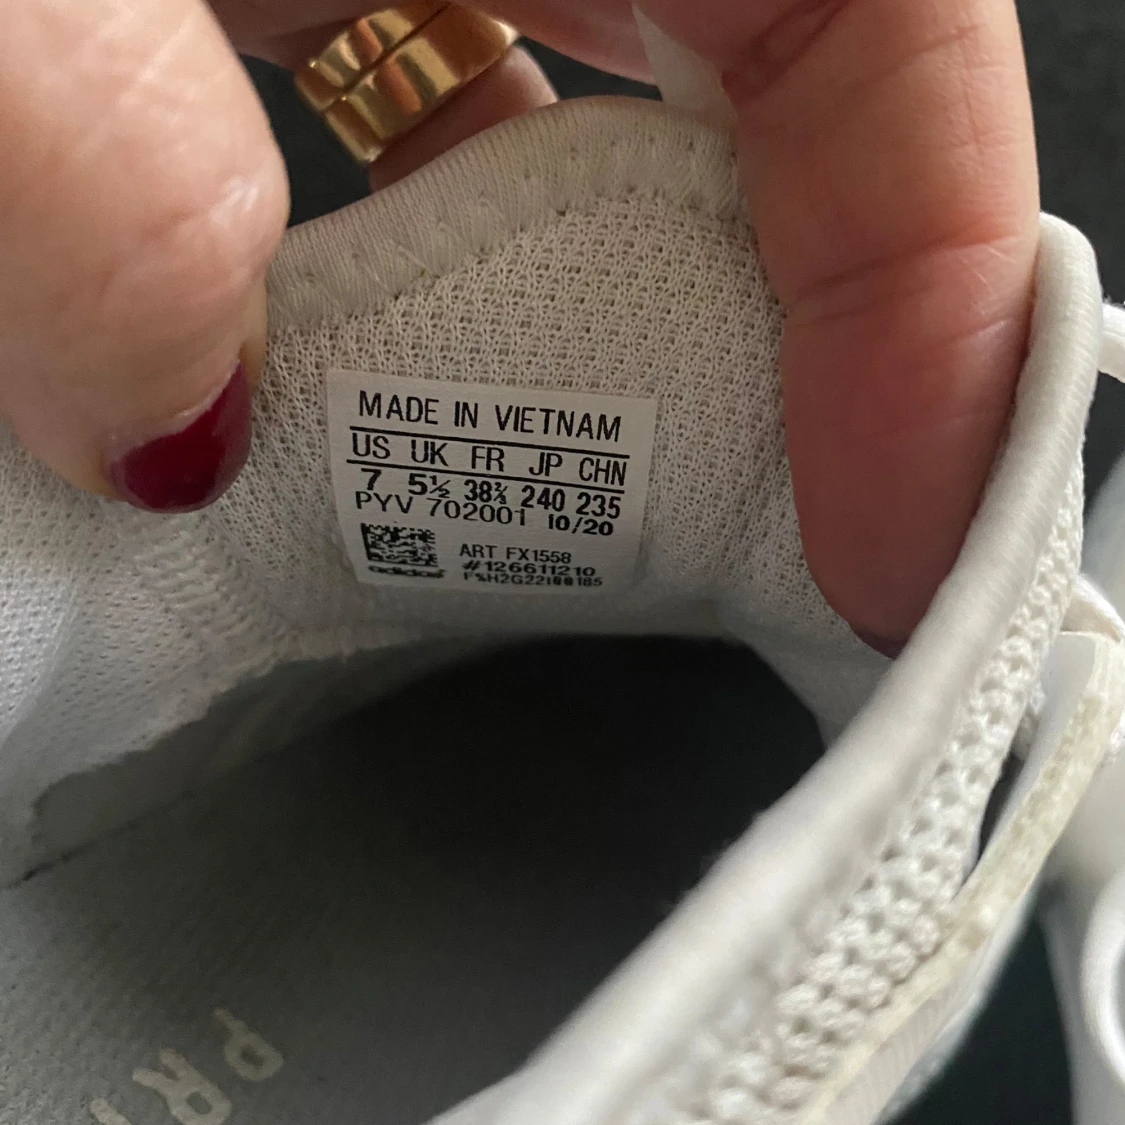 MADE IN VIETNAM
US UK FR JP CHN
7 5½ 38⅔ 240 235
PYV 702001 10/20
ART FX1558
#126611210
adidas
PRI